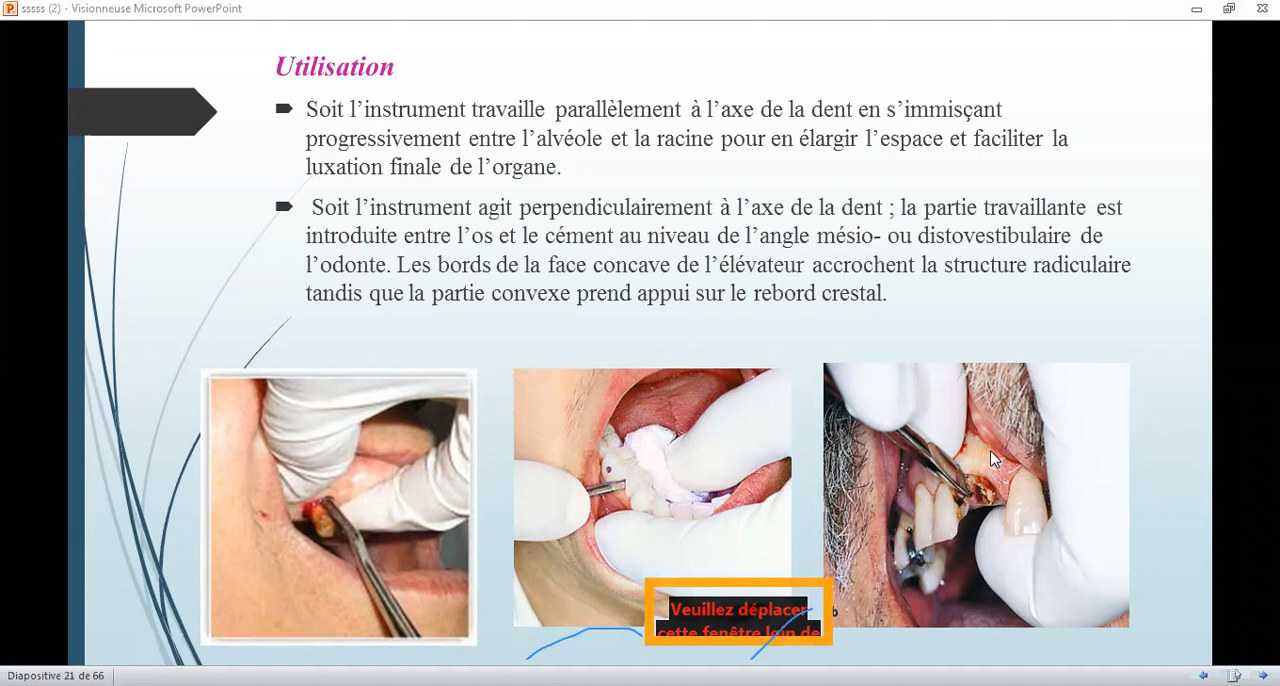 sssss (2) - Visionneuse Microsoft PowerPoint
Utilisation
Soit l’instrument travaille parallèlement à l’axe de la dent en s’immisçant
progressivement entre l’alvéole et la racine pour en élargir l’espace et faciliter la
luxation finale de l’organe.
Soit l’instrument agit perpendiculairement à l’axe de la dent ; la partie travaillante est
introduite entre l’os et le cément au niveau de l’angle mésio- ou distovestibulaire de
l’odonte. Les bords de la face concave de l’élévateur accrochent la structure radiculaire
tandis que la partie convexe prend appui sur le rebord crestal.
Veuillez déplacer
cette fenêtre loin de
b
Diapositive 21 de 66